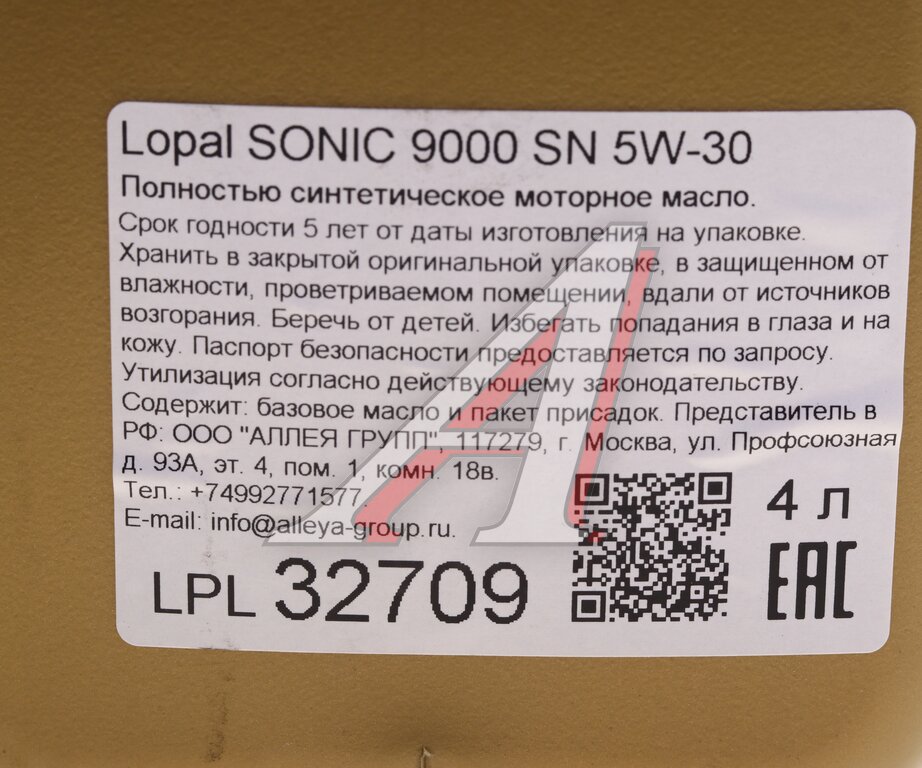 Lopal SONIC 9000 SN 5W-30
Полностью синтетическое моторное масло.
Срок годности 5 лет от даты изготовления на упаковке.
Хранить в закрытой оригинальной упаковке, в защищенном от
влажности, проветриваемом помещении, вдали от источников
возгорания. Беречь от детей. Избегать попадания в глаза и на
кожу. Паспорт безопасности предоставляется по запросу.
Утилизация согласно действующему законодательству.
Содержит: базовое масло и пакет присадок. Представитель в
РФ: ООО "АЛЛЕЯ ГРУПП", 117279, г. Москва, ул. Профсоюзная
д. 93А, эт. 4, пом. 1, комн. 18в.
Тел.: +74992771577
E-mail: info@alleya-group.ru.
4 л
LPL 32709
EAC